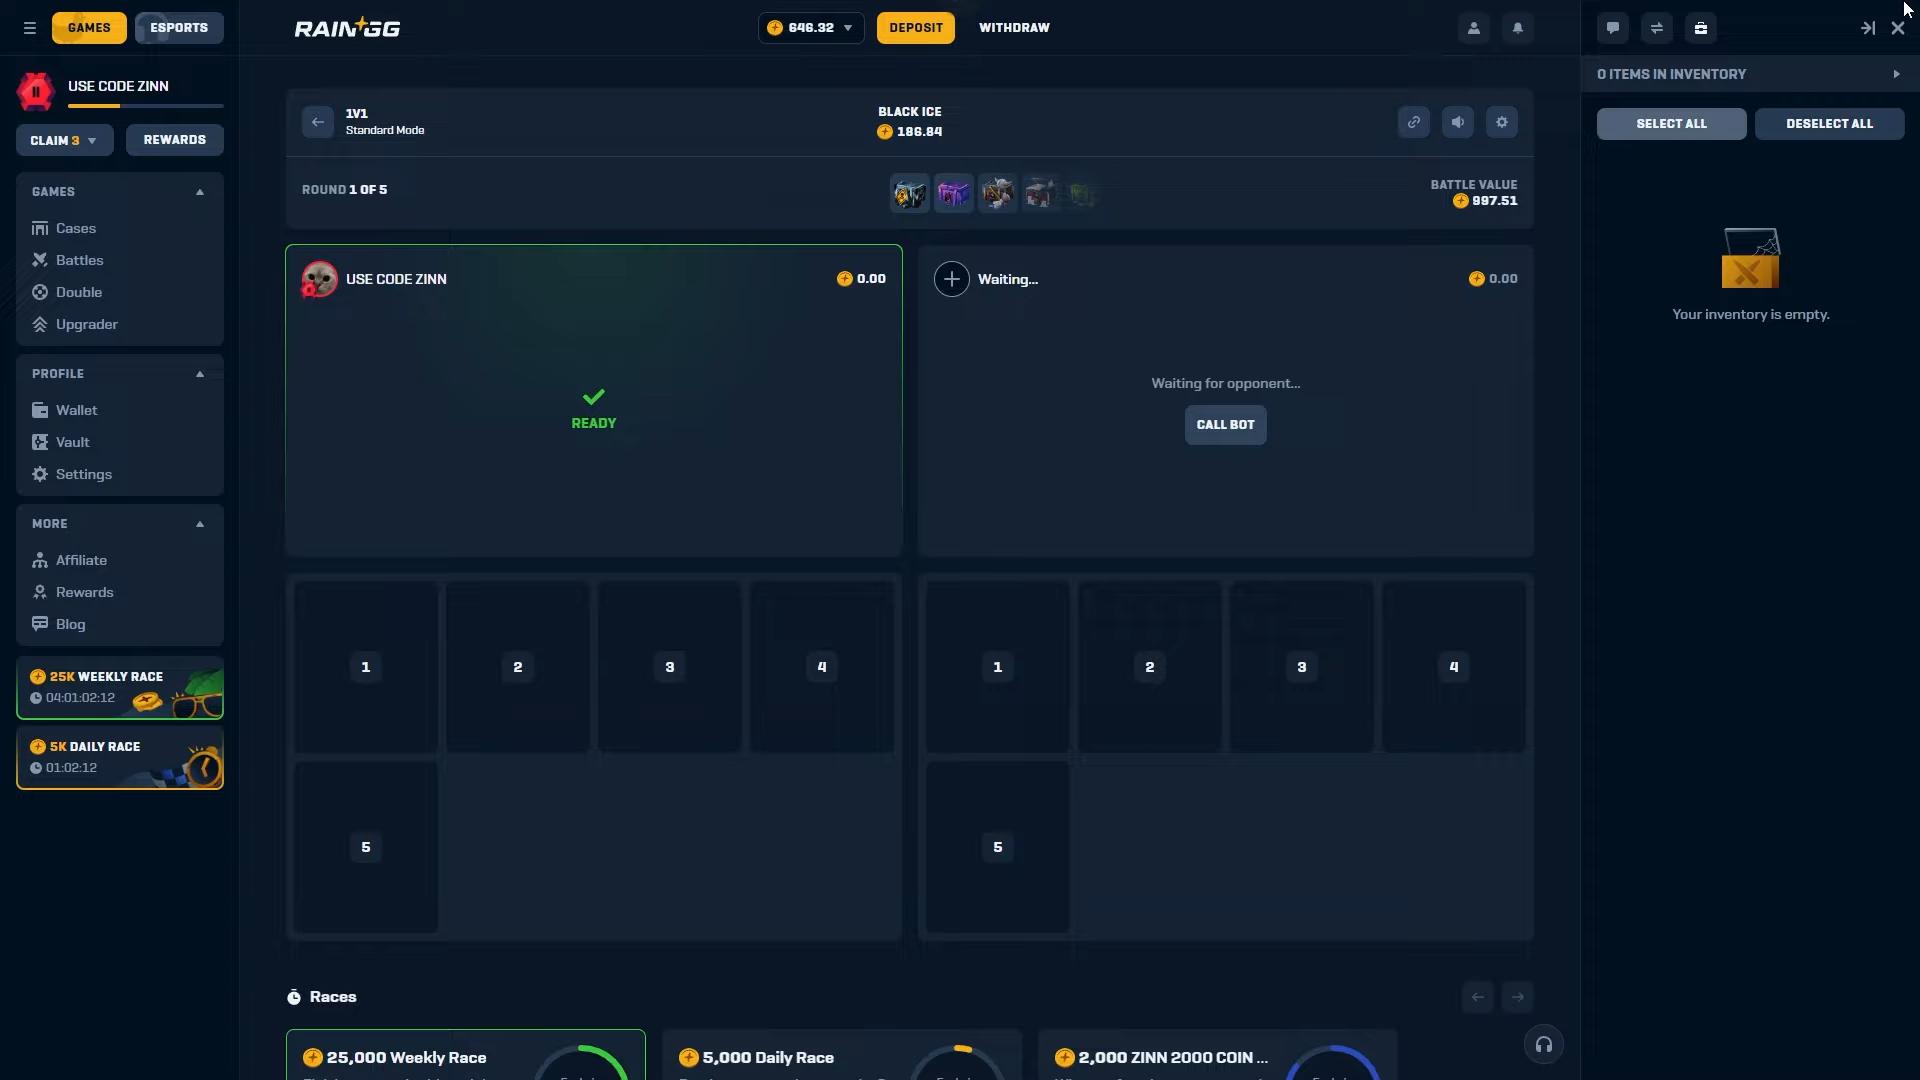 GAMES
ESPORTS
RAIN GG
646.32
DEPOSIT
WITHDRAW
USE CODE ZINN
CLAIM 3
REWARDS
GAMES
Cases
Battles
Double
Upgrader
PROFILE
Wallet
Vault
Settings
MORE
Affiliate
Rewards
Blog
25K WEEKLY RACE
04:01:02:12
5K DAILY RACE
01:02:12
1V1
Standard Mode
BLACK ICE
186.84
ROUND 1 OF 5
BATTLE VALUE
997.51
USE CODE ZINN
0.00
READY
Waiting...
0.00
Waiting for opponent...
CALL BOT
1 2 3 4
5
1 2 3 4
5
Races
25,000 Weekly Race
5,000 Daily Race
2,000 ZINN 2000 COIN ...
0 ITEMS IN INVENTORY
SELECT ALL
DESELECT ALL
Your inventory is empty.